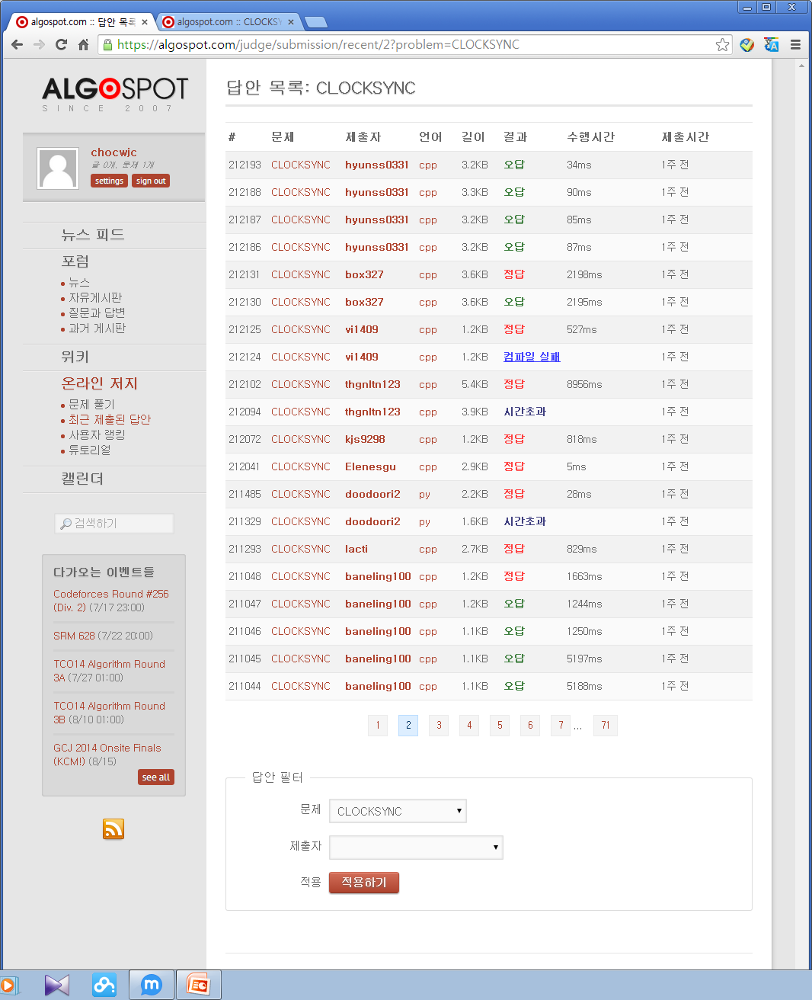 algospot.com :: 답안 목록
algospot.com :: CLOCKSY
https://algospot.com/judge/submission/recent/2?problem=CLOCKSYNC
ALGOSPOT
SINCE 2007
chocwjc
글 0개, 문제 1개
settings sign out
뉴스 피드
포럼
뉴스
자유게시판
질문과 답변
과거 게시판
위키
온라인 저지
문제 풀기
최근 제출된 답안
사용자 랭킹
튜토리얼
캘린더
검색하기
다가오는 이벤트들
Codeforces Round #256
(Div. 2) (7/17 23:00)
SRM 628 (7/22 20:00)
TCO14 Algorithm Round
3A (7/27 01:00)
TCO14 Algorithm Round
3B (8/10 01:00)
GCJ 2014 Onsite Finals
(KCM!) (8/15)
see all
답안 목록: CLOCKSYNC
# 문제 제출자 언어 길이 결과 수행시간 제출시간
212193 CLOCKSYNC hyunss0331 cpp 3.2KB 오답 34ms 1주 전
212188 CLOCKSYNC hyunss0331 cpp 3.3KB 오답 90ms 1주 전
212187 CLOCKSYNC hyunss0331 cpp 3.2KB 오답 85ms 1주 전
212186 CLOCKSYNC hyunss0331 cpp 3.2KB 오답 87ms 1주 전
212131 CLOCKSYNC box327 cpp 3.6KB 정답 2198ms 1주 전
212130 CLOCKSYNC box327 cpp 3.6KB 오답 2195ms 1주 전
212125 CLOCKSYNC vi1409 cpp 1.2KB 정답 527ms 1주 전
212124 CLOCKSYNC vi1409 cpp 1.2KB 컴파일 실패 1주 전
212102 CLOCKSYNC thgnltn123 cpp 5.4KB 정답 8956ms 1주 전
212094 CLOCKSYNC thgnltn123 cpp 3.9KB 시간초과 1주 전
212072 CLOCKSYNC kjs9298 cpp 1.2KB 정답 818ms 1주 전
212041 CLOCKSYNC Elenesgu cpp 2.9KB 정답 5ms 1주 전
211485 CLOCKSYNC doodoori2 py 2.2KB 정답 28ms 1주 전
211329 CLOCKSYNC doodoori2 py 1.6KB 시간초과 1주 전
211293 CLOCKSYNC lacti cpp 2.7KB 정답 829ms 1주 전
211048 CLOCKSYNC baneling100 cpp 1.2KB 정답 1663ms 1주 전
211047 CLOCKSYNC baneling100 cpp 1.2KB 오답 1244ms 1주 전
211046 CLOCKSYNC baneling100 cpp 1.1KB 오답 1250ms 1주 전
211045 CLOCKSYNC baneling100 cpp 1.1KB 오답 5197ms 1주 전
211044 CLOCKSYNC baneling100 cpp 1.1KB 오답 5188ms 1주 전
1 2 3 4 5 6 7 ... 71
답안 필터
문제 CLOCKSYNC
제출자
적용 적용하기